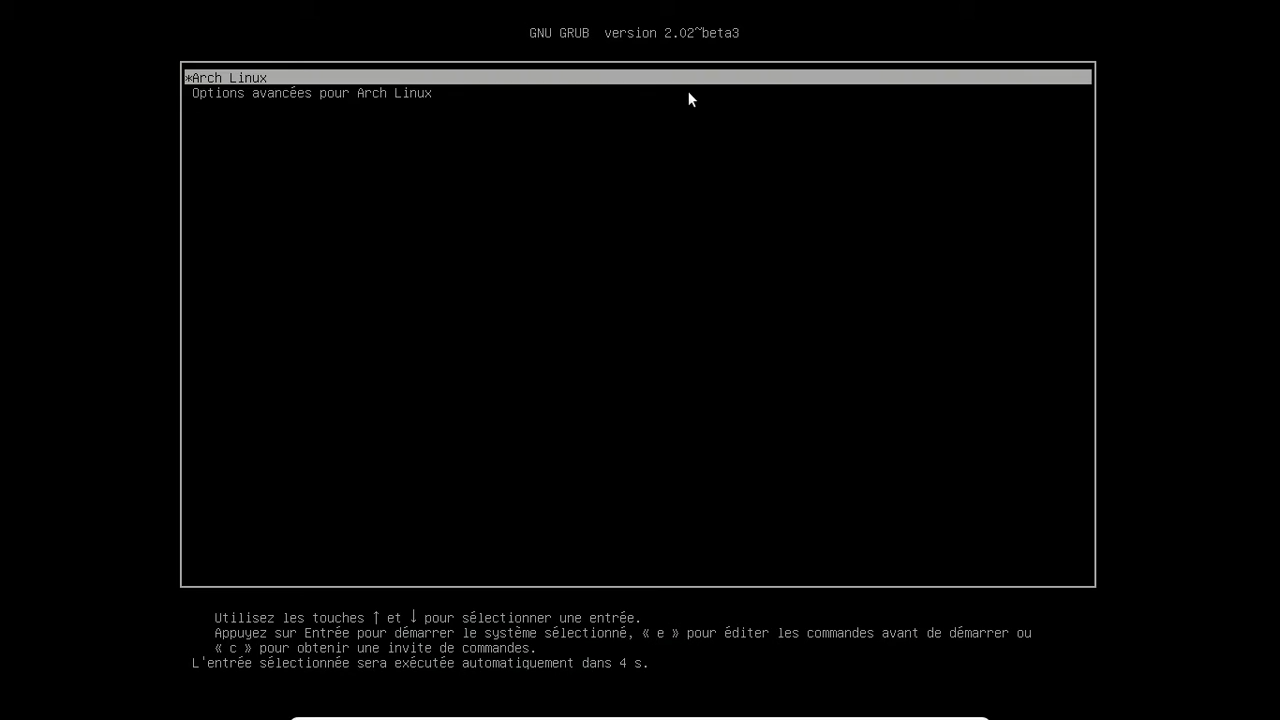 GNU GRUB  version 2.02~beta3
*Arch Linux
Options avancées pour Arch Linux
Utilisez les touches ↑ et ↓ pour sélectionner une entrée.
Appuyez sur Entrée pour démarrer le système sélectionné, « e » pour éditer les commandes avant de démarrer ou
« c » pour obtenir une invite de commandes.
L'entrée sélectionnée sera exécutée automatiquement dans 4 s.